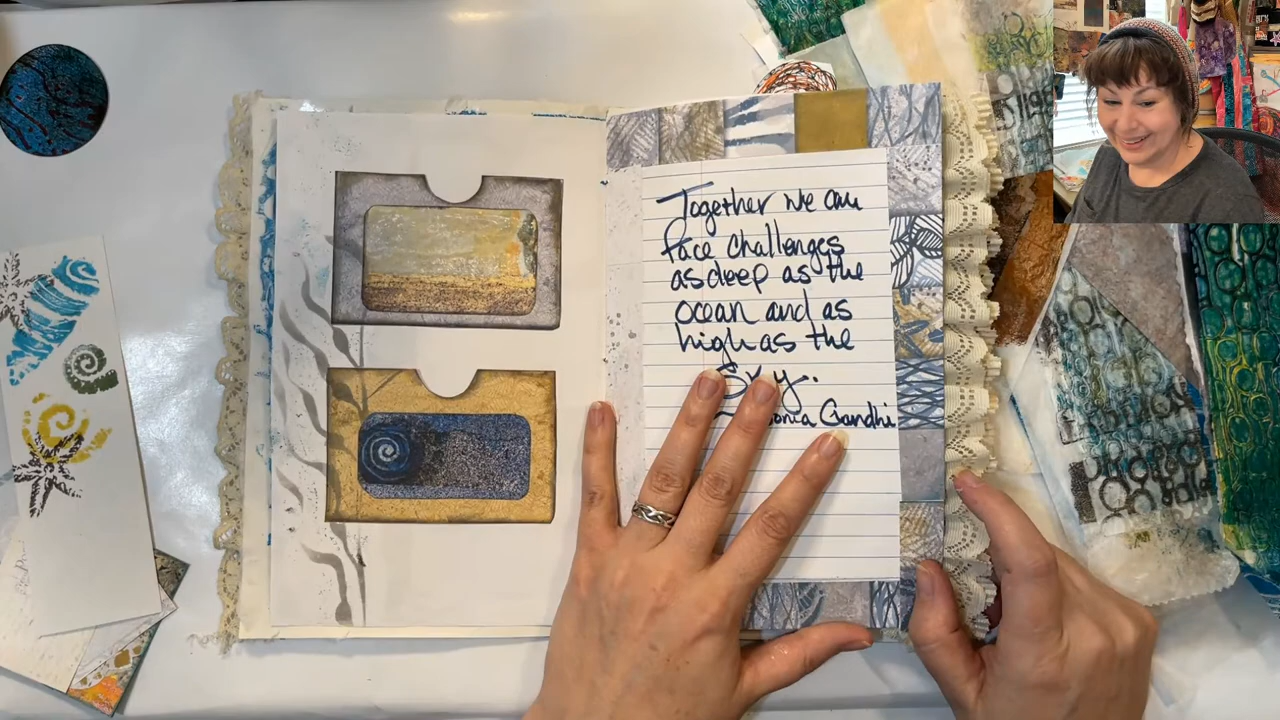 Together we can
face challenges
as deep as the
ocean and as
high as the
Sky.
onia Gandhi